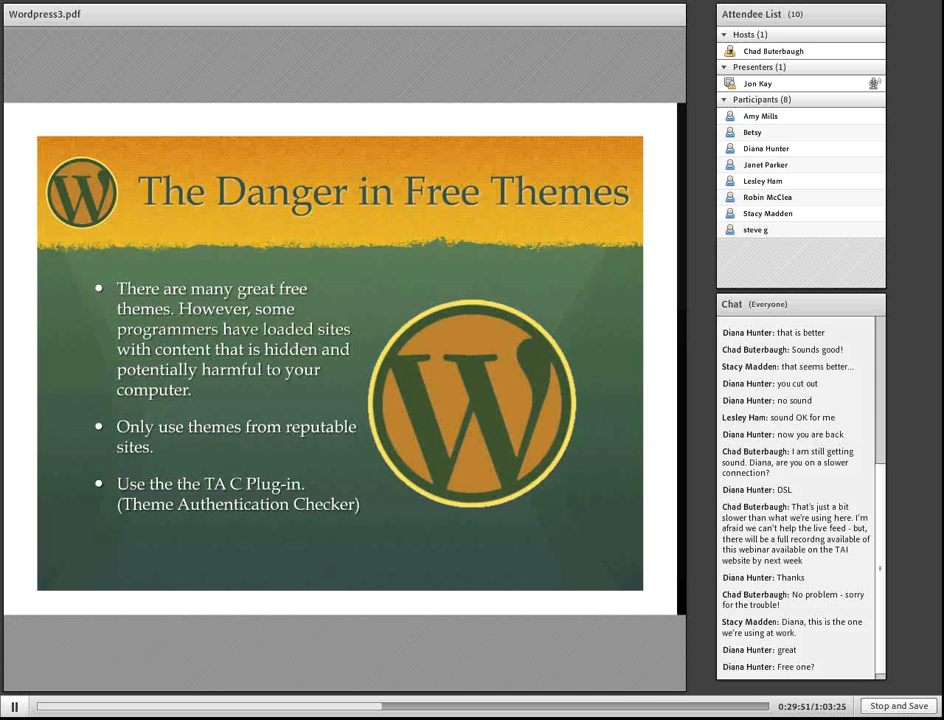 Wordpress3.pdf
The Danger in Free Themes
• There are many great free
themes. However, some
programmers have loaded sites
with content that is hidden and
potentially harmful to your
computer.
• Only use themes from reputable
sites.
• Use the the TA C Plug-in.
(Theme Authentication Checker)
Attendee List (10)
Hosts (1)
Chad Buterbaugh
Presenters (1)
Jon Kay
Participants (8)
Amy Mills
Betsy
Diana Hunter
Janet Parker
Lesley Ham
Robin McClea
Stacy Madden
steve g
Chat (Everyone)
Diana Hunter: that is better
Chad Buterbaugh: Sounds good!
Stacy Madden: that seems better...
Diana Hunter: you cut out
Diana Hunter: no sound
Lesley Ham: sound OK for me
Diana Hunter: now you are back
Chad Buterbaugh: I am still getting
sound. Diana, are you on a slower
connection?
Diana Hunter: DSL
Chad Buterbaugh: That's just a bit
slower than what we're using here. I'm
afraid we can't help the live feed - but,
there will be a full recordng available of
this webinar available on the TAI
website by next week
Diana Hunter: Thanks
Chad Buterbaugh: No problem - sorry
for the trouble!
Stacy Madden: Diana, this is the one
we're using at work.
Diana Hunter: great
Diana Hunter: Free one?
0:29:51/1:03:25
Stop and Save